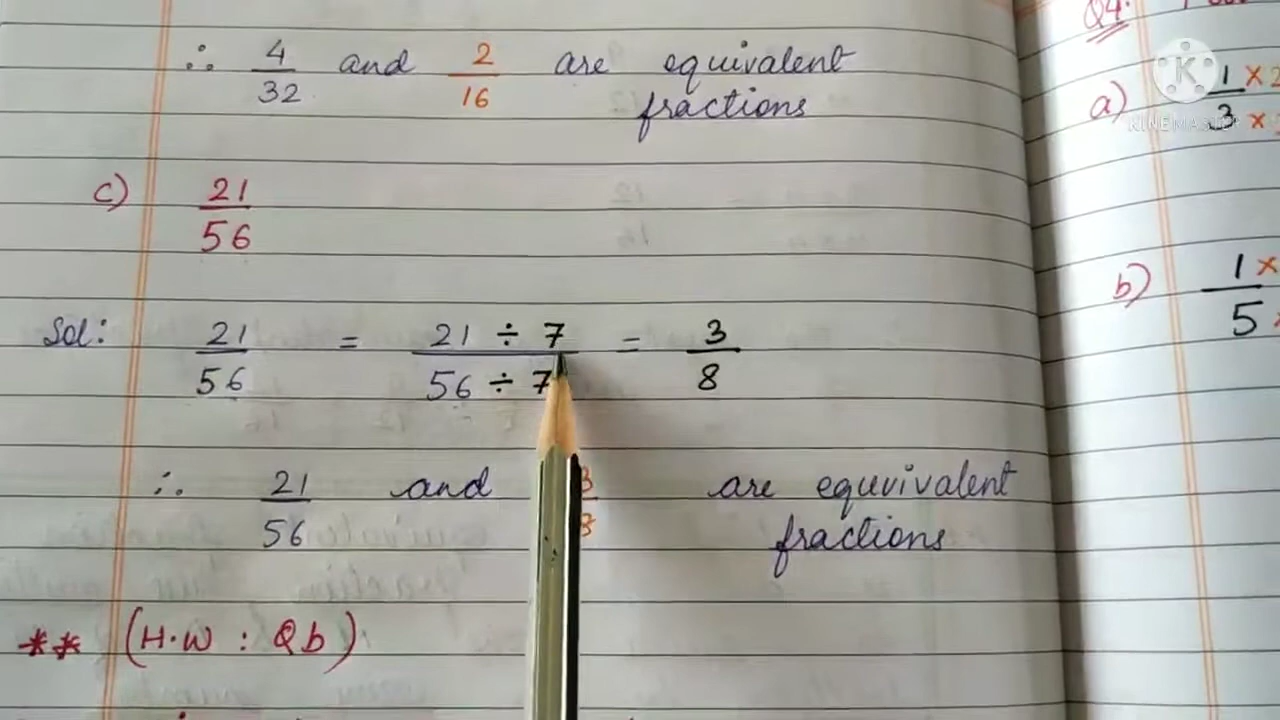 ∴ 4/32 and 2/16 are equivalent
fractions
c) 21/56
Sol: 21/56 = 21 ÷ 7/56 ÷ 7 = 3/8
∴ 21/56 and are equivalent
fractions
** (H.W : Qb)
Q4.
a) 1 × 2/3 ×
b) 1 ×/5
KINEMASTER